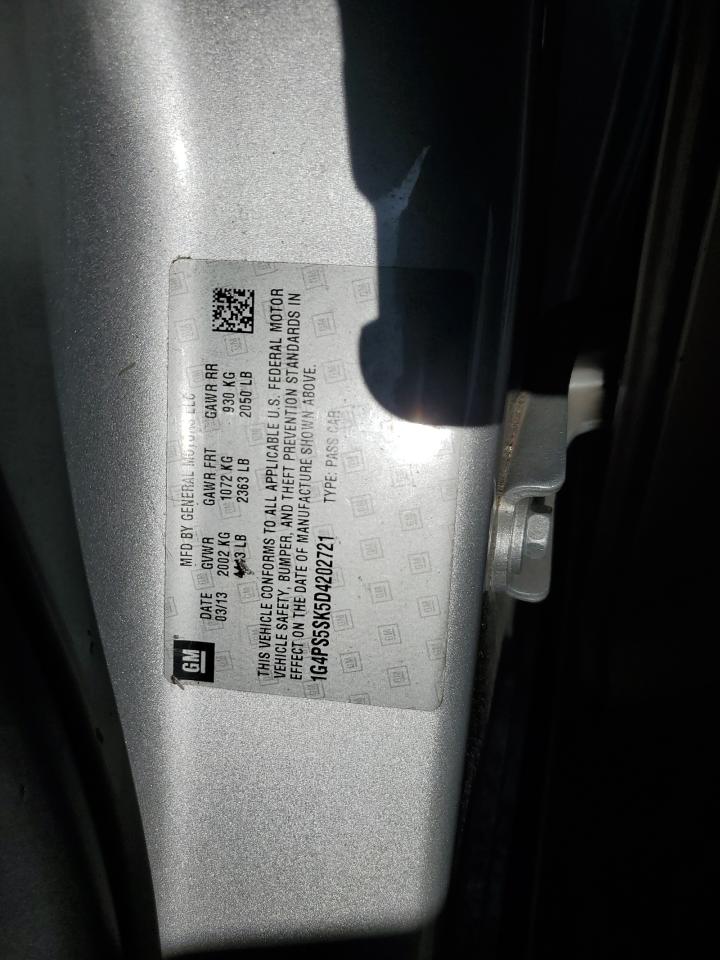 GM
MFD BY GENERAL MOTORS LLC
DATE GVWR GAWR FRT GAWR RR
03/13 2002 KG 1072 KG 930 KG
LB 2363 LB 2050 LB
THIS VEHICLE CONFORMS TO ALL APPLICABLE U.S. FEDERAL MOTOR
VEHICLE SAFETY, BUMPER, AND THEFT PREVENTION STANDARDS IN
EFFECT ON THE DATE OF MANUFACTURE SHOWN ABOVE.
1G4PS5SK5D4202721 TYPE: PASS CAR